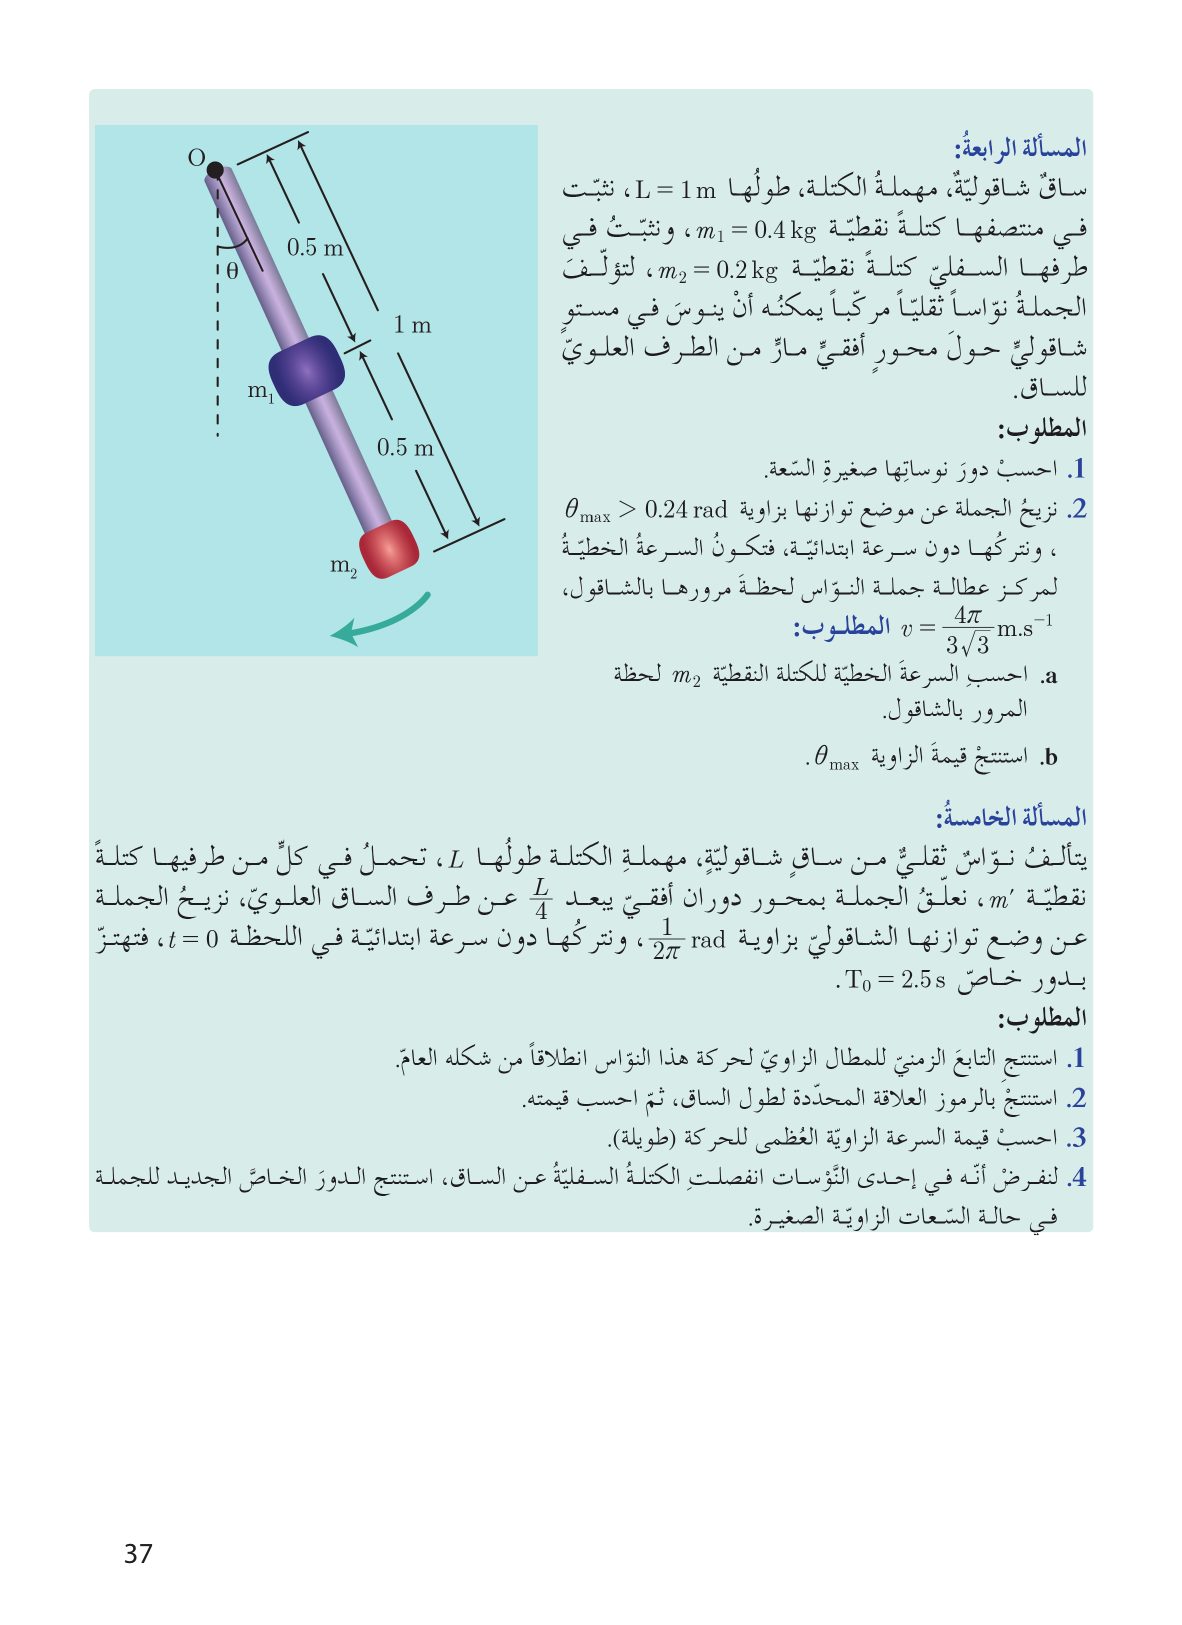 المسألة الرابعةُ:
ساقٌ شاقوليّةٌ، مهملةُ الكتلة، طولُها L = 1 m ، نثبّت
في منتصفها كتلةً نقطيّة m₁ = 0.4 kg ، ونثبّتُ في
طرفها السفليّ كتلةً نقطيّة m₂ = 0.2 kg ، لتؤلّفَ
الجملةُ نوّاساً ثقليّاً مركّباً يمكنُه أنْ ينوسَ في مستوٍ
شاقوليٍّ حولَ محورٍ أفقيٍّ مارٍّ من الطرف العلويّ
للساق.
المطلوب:
1. احسبْ دورَ نوساتِها صغيرةِ السّعة.
2. نزيحُ الجملة عن موضع توازنها بزاوية θmax > 0.24 rad
، ونتركُها دون سرعة ابتدائيّة، فتكونُ السرعةُ الخطيّةُ
لمركز عطالة جملة النوّاس لحظةَ مرورها بالشاقول،
v = 4π/3√3 m.s⁻¹ المطلوب:
a. احسبِ السرعةَ الخطيّة للكتلة النقطيّة m₂ لحظة
المرور بالشاقول.
b. استنتجْ قيمةَ الزاوية θmax .
O
θ
0.5 m
1 m
m₁
0.5 m
m₂
المسألة الخامسةُ:
يتألفُ نوّاسٌ ثقليٌّ من ساقٍ شاقوليّةٍ، مهملةِ الكتلة طولُها L ، تحملُ في كلٍّ من طرفيها كتلةً
نقطيّة m′ ، نعلّقُ الجملة بمحور دوران أفقيّ يبعد L/4 عن طرف الساق العلويّ، نزيحُ الجملة
عن وضع توازنها الشاقوليّ بزاوية 1/2π rad ، ونتركُها دون سرعة ابتدائيّة في اللحظة t = 0 ، فتهتزّ
بدور خاصّ T₀ = 2.5 s .
المطلوب:
1. استنتجِ التابعَ الزمنيّ للمطال الزاويّ لحركة هذا النوّاس انطلاقاً من شكله العامّ.
2. استنتجْ بالرموز العلاقة المحدّدة لطول الساق، ثمّ احسب قيمته.
3. احسبْ قيمة السرعة الزاويّة العُظمى للحركة (طويلة).
4. لنفرضْ أنّه في إحدى النَّوْسات انفصلتِ الكتلةُ السفليّةُ عن الساق، استنتج الدورَ الخاصَّ الجديد للجملة
في حالة السّعات الزاويّة الصغيرة.
37